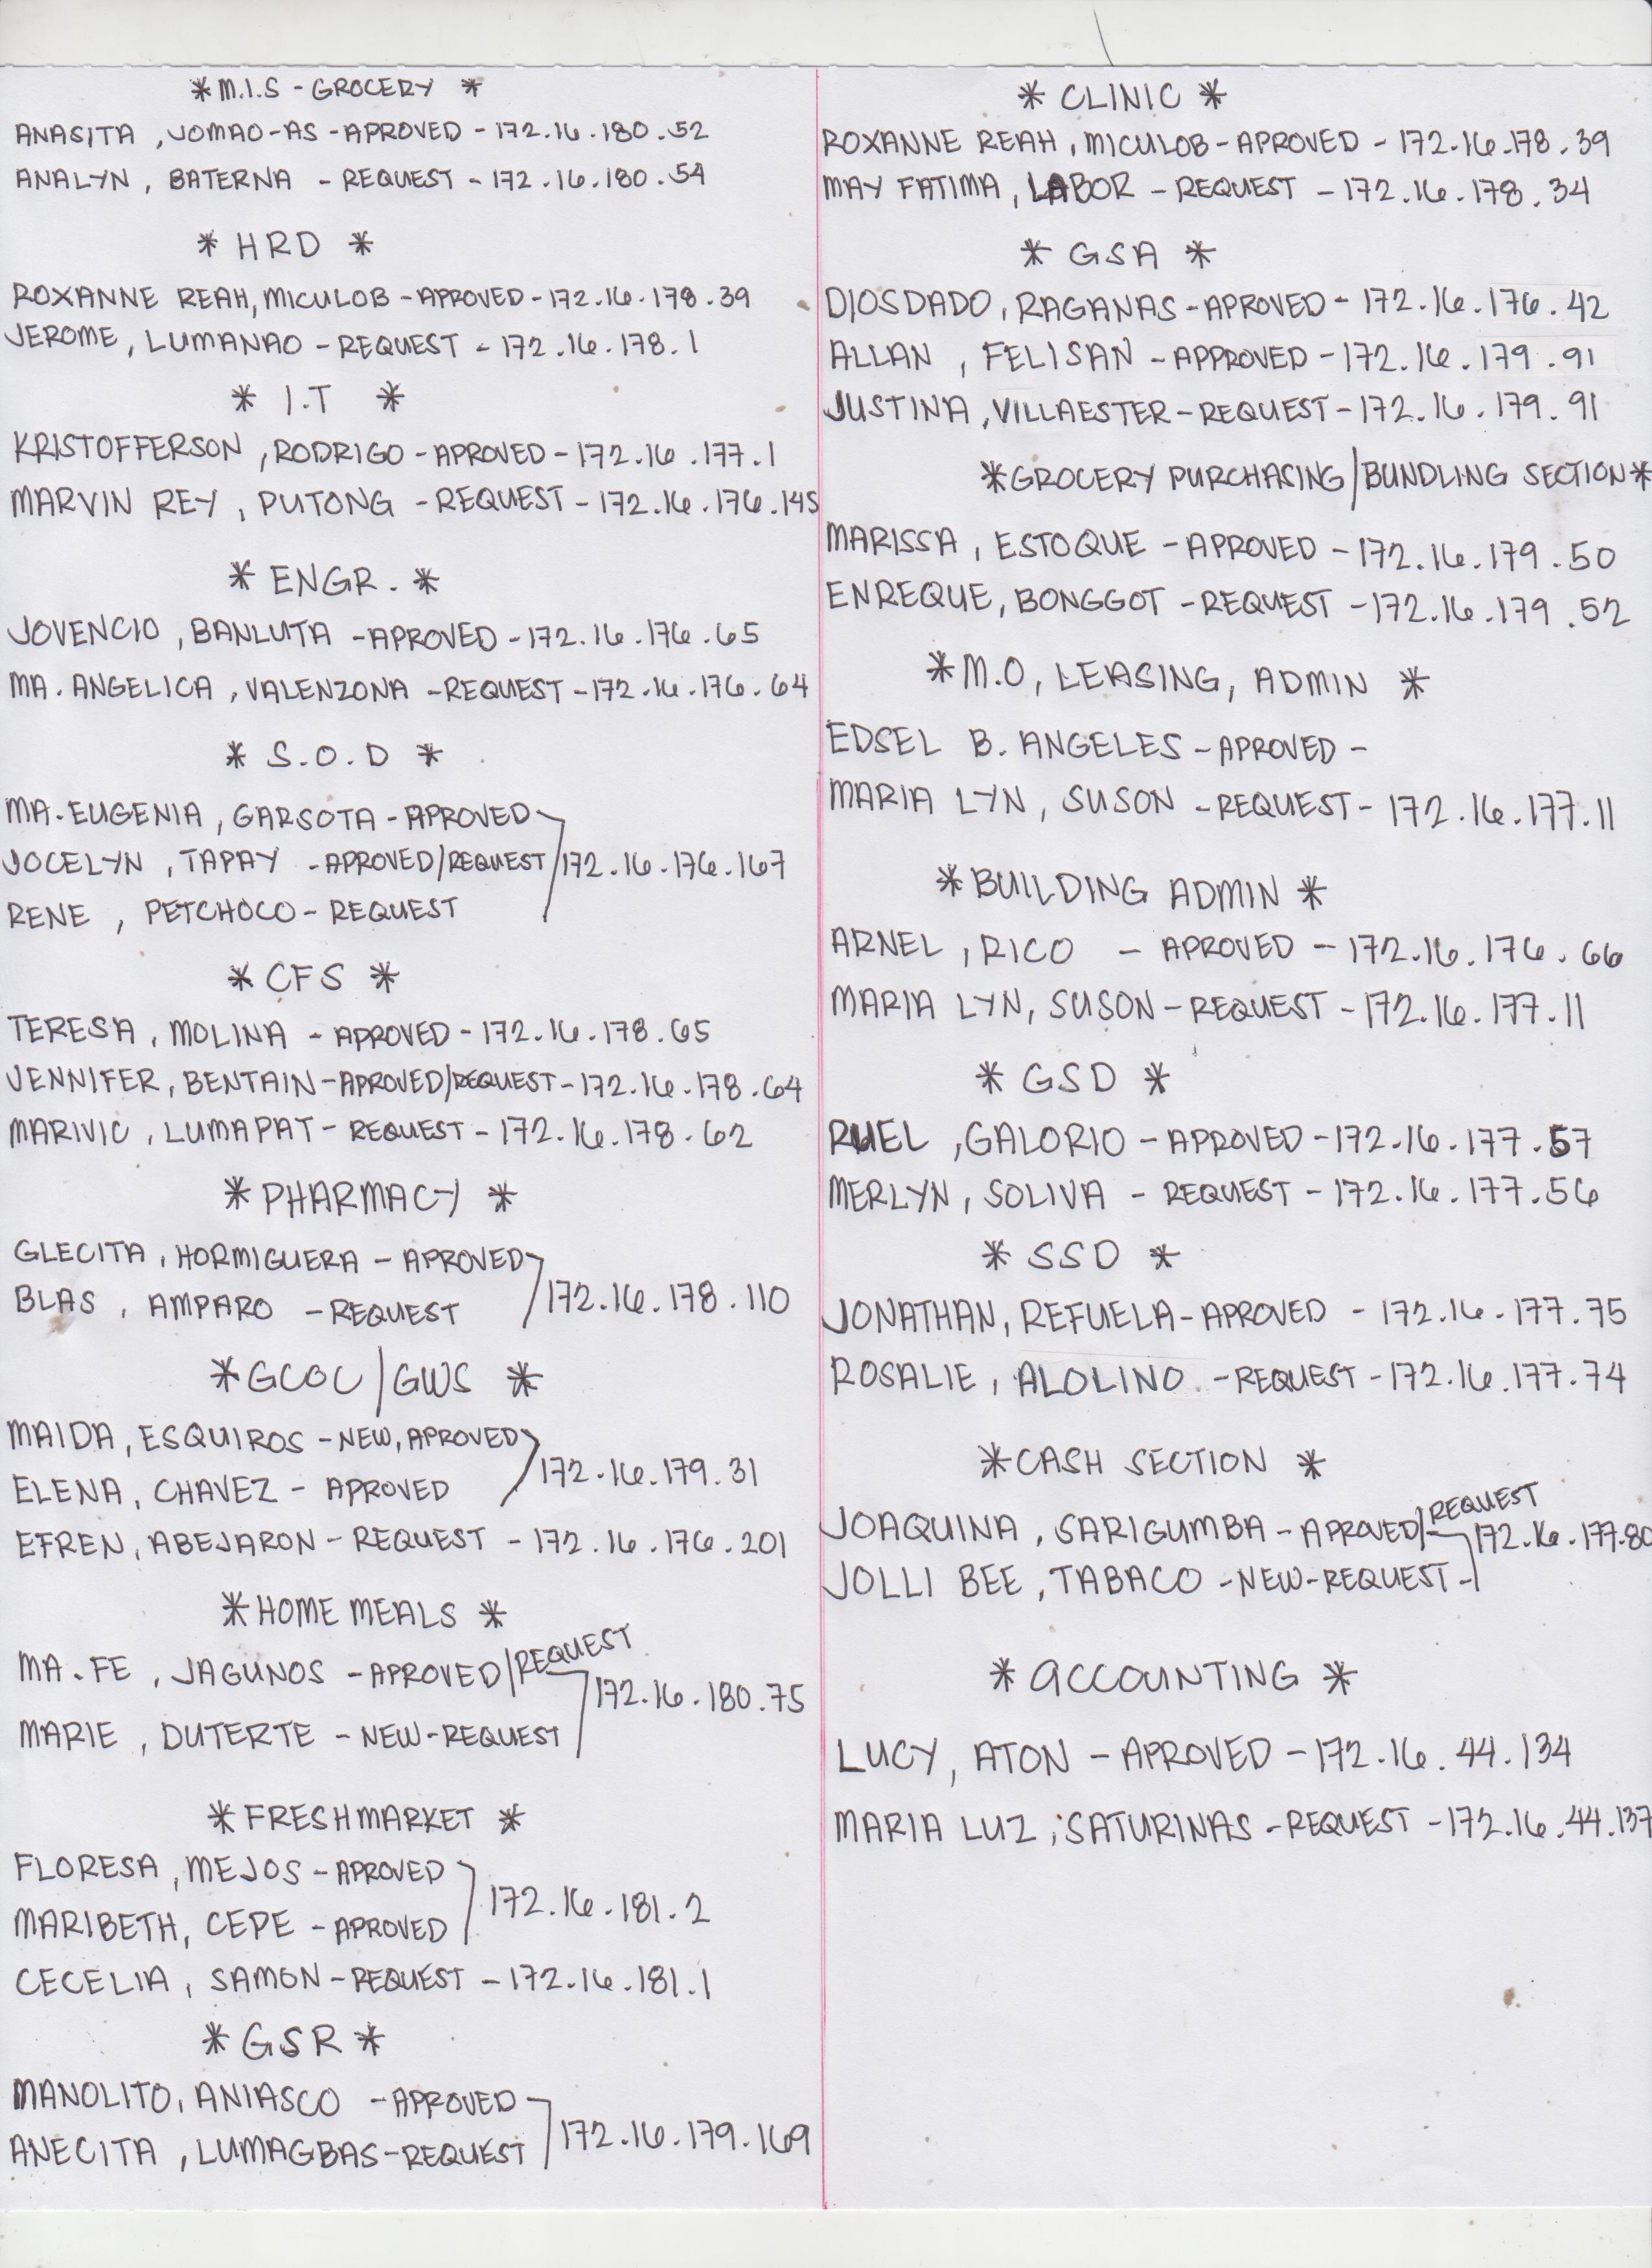 * M.I.S - GROCERY *
ANASITA , JOMAO-AS - APROVED - 172.16.180.52
ANALYN , BATERNA - REQUEST - 172.16.180.54
* HRD *
ROXANNE REAH, MICULOB - APROVED - 172.16.178.39
JEROME, LUMANAO - REQUEST - 172.16.178.1
* I.T *
KRISTOFFERSON , RODRIGO - APROVED - 172.16.177.1
MARVIN REY , PUTONG - REQUEST - 172.16.176.145
* ENGR. *
JOVENCIO , BANLUTA - APROVED - 172.16.176.65
MA. ANGELICA , VALENZONA - REQUEST - 172.16.176.64
* S.O.D *
MA. EUGENIA , GARSOTA - APROVED
JOCELYN , TAPAY - APROVED/REQUEST 172.16.176.167
RENE , PETCHOCO - REQUEST
* CFS *
TERESA , MOLINA - APROVED - 172.16.178.65
JENNIFER, BENTAIN - APROVED/REQUEST - 172.16.178.64
MARIVIC , LUMAPAT - REQUEST - 172.16.178.62
* PHARMACY *
GLECITA , HORMIGUERA - APROVED
BLAS , AMPARO - REQUEST 172.16.178.110
* GCOC / GWS *
MAIDA, ESQUIROS - NEW, APROVED
ELENA, CHAVEZ - APROVED 172.16.179.31
EFREN, ABEJARON - REQUEST - 172.16.176.201
* HOME MEALS *
MA. FE , JAGUNOS - APROVED/REQUEST 172.16.180.75
MARIE , DUTERTE - NEW-REQUEST
* FRESHMARKET *
FLORESA , MEJOS - APROVED
MARIBETH, CEPE - APROVED 172.16.181.2
CECELIA , SAMON - REQUEST - 172.16.181.1
* GSR *
MANOLITO, ANIASCO - APROVED
ANECITA , LUMAGBAS - REQUEST 172.16.179.169
* CLINIC *
ROXANNE REAH , MICULOB - APROVED - 172.16.178.39
MAY FATIMA , LABOR - REQUEST - 172.16.178.34
* GSA *
DIOSDADO, RAGANAS - APROVED - 172.16.176.42
ALLAN , FELISAN - APPROVED - 172.16.179.91
JUSTINA , VILLAESTER - REQUEST - 172.16.179.91
* GROCERY PURCHASING/BUNDLING SECTION *
MARISSA , ESTOQUE - APROVED - 172.16.179.50
ENREQUE, BONGGOT - REQUEST - 172.16.179.52
* M.O, LEASING, ADMIN *
EDSEL B. ANGELES - APROVED -
MARIA LYN , SUSON - REQUEST - 172.16.177.11
* BUILDING ADMIN *
ARNEL , RICO - APROVED - 172.16.176.66
MARIA LYN, SUSON - REQUEST - 172.16.177.11
* GSD *
RUEL , GALORIO - APROVED - 172.16.177.57
MERLYN , SOLIVA - REQUEST - 172.16.177.56
* SSD *
JONATHAN, REFUELA - APROVED - 172.16.177.75
ROSALIE , ALOLINO - REQUEST - 172.16.177.74
* CASH SECTION *
JOAQUINA , SARIGUMBA - APROVED/REQUEST 172.16.177.80
JOLLI BEE , TABACO - NEW-REQUEST -
* ACCOUNTING *
LUCY, ATON - APROVED - 172.16.44.134
MARIA LUZ ; SATURINAS - REQUEST - 172.16.44.137